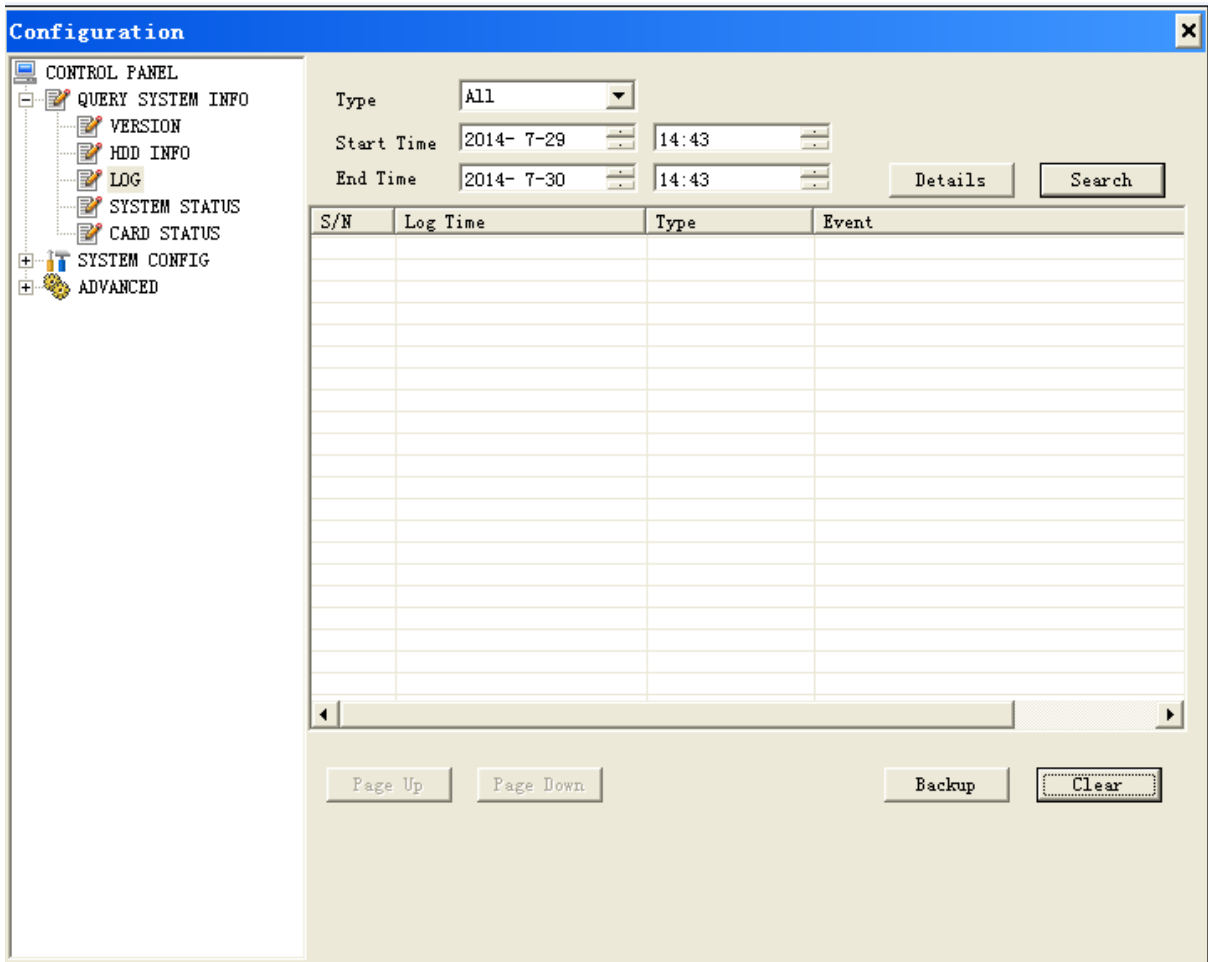 Configuration
CONTROL PANEL
QUERY SYSTEM INFO
VERSION
HDD INFO
LOG
SYSTEM STATUS
CARD STATUS
SYSTEM CONFIG
ADVANCED
Type All
Start Time 2014- 7-29 14:43
End Time 2014- 7-30 14:43 Details Search
S/N Log Time Type Event
Page Up Page Down Backup Clear